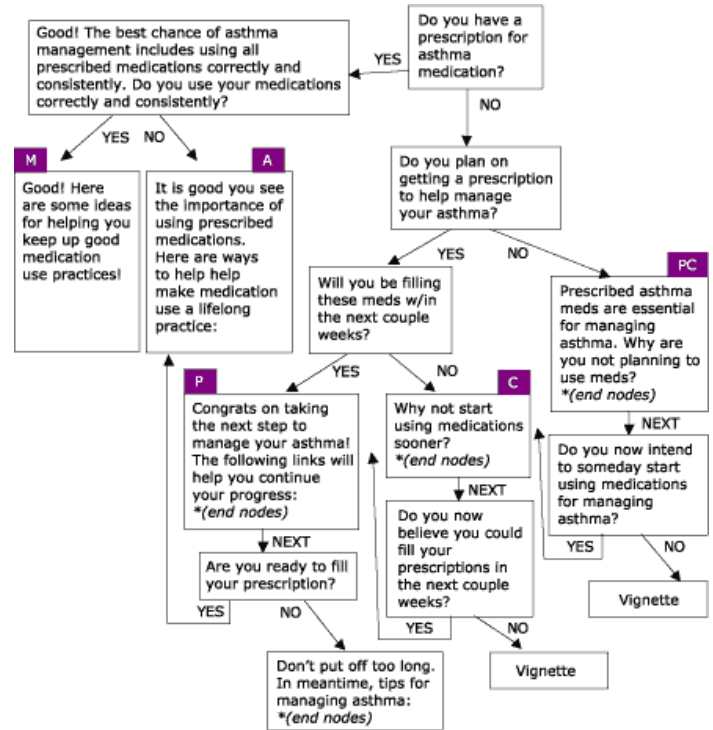 Good! The best chance of asthma
management includes using all
prescribed medications correctly and
consistently. Do you use your medications
correctly and consistently?
Do you have a
prescription for
asthma
medication?
YES
NO
YES
NO
M
Good! Here
are some ideas
for helping you
keep up good
medication
use practices!
A
It is good you see
the importance of
using prescribed
medications.
Here are ways
to help help
make medication
use a lifelong
practice:
Do you plan on
getting a prescription
to help manage
your asthma?
YES
NO
Will you be filling
these meds w/in
the next couple
weeks?
PC
Prescribed asthma
meds are essential
for managing
asthma. Why are
you not planning to
use meds?
*(end nodes)
YES
NO
NEXT
P
Congrats on taking
the next step to
manage your asthma!
The following links will
help you continue
your progress:
*(end nodes)
C
Why not start
using medications
sooner?
*(end nodes)
Do you now intend
to someday start
using medications
for managing
asthma?
NEXT
NEXT
YES
NO
Are you ready to fill
your prescription?
Do you now
believe you could
fill your
prescriptions in
the next couple
weeks?
Vignette
YES
NO
YES
NO
Don't put off too long.
In meantime, tips for
managing asthma:
*(end nodes)
Vignette